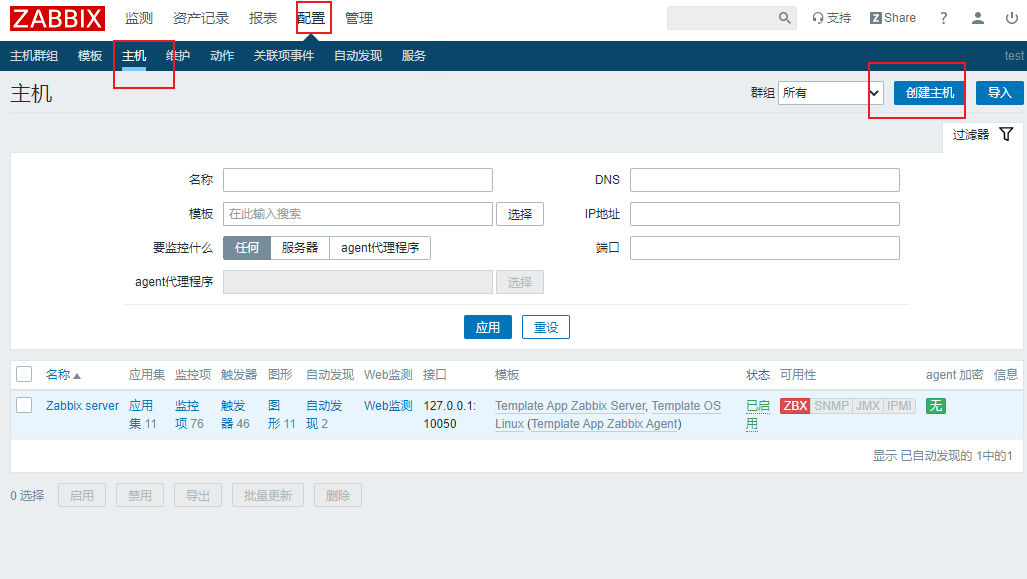 ZABBIX 监测 资产记录 报表 配置 管理 支持 Z Share ?
主机群组 模板 主机 维护 动作 关联项事件 自动发现 服务 test
主机 群组 所有 创建主机 导入
过滤器
名称 DNS
模板 在此输入搜索 选择 IP地址
要监控什么 任何 服务器 agent代理程序 端口
agent代理程序 选择
应用 重设
名称 应用集 监控项 触发器 图形 自动发现 Web监测 接口 模板 状态 可用性 agent 加密 信息
Zabbix server 应用 监控 触发 图 自动发 Web监测 127.0.0.1: Template App Zabbix Server, Template OS 已启 ZBX SNMP JMX IPMI 无
集 11 项 76 器 46 形 11 现 2 10050 Linux (Template App Zabbix Agent) 用
显示 已自动发现的 1中的1
0 选择 启用 禁用 导出 批量更新 删除